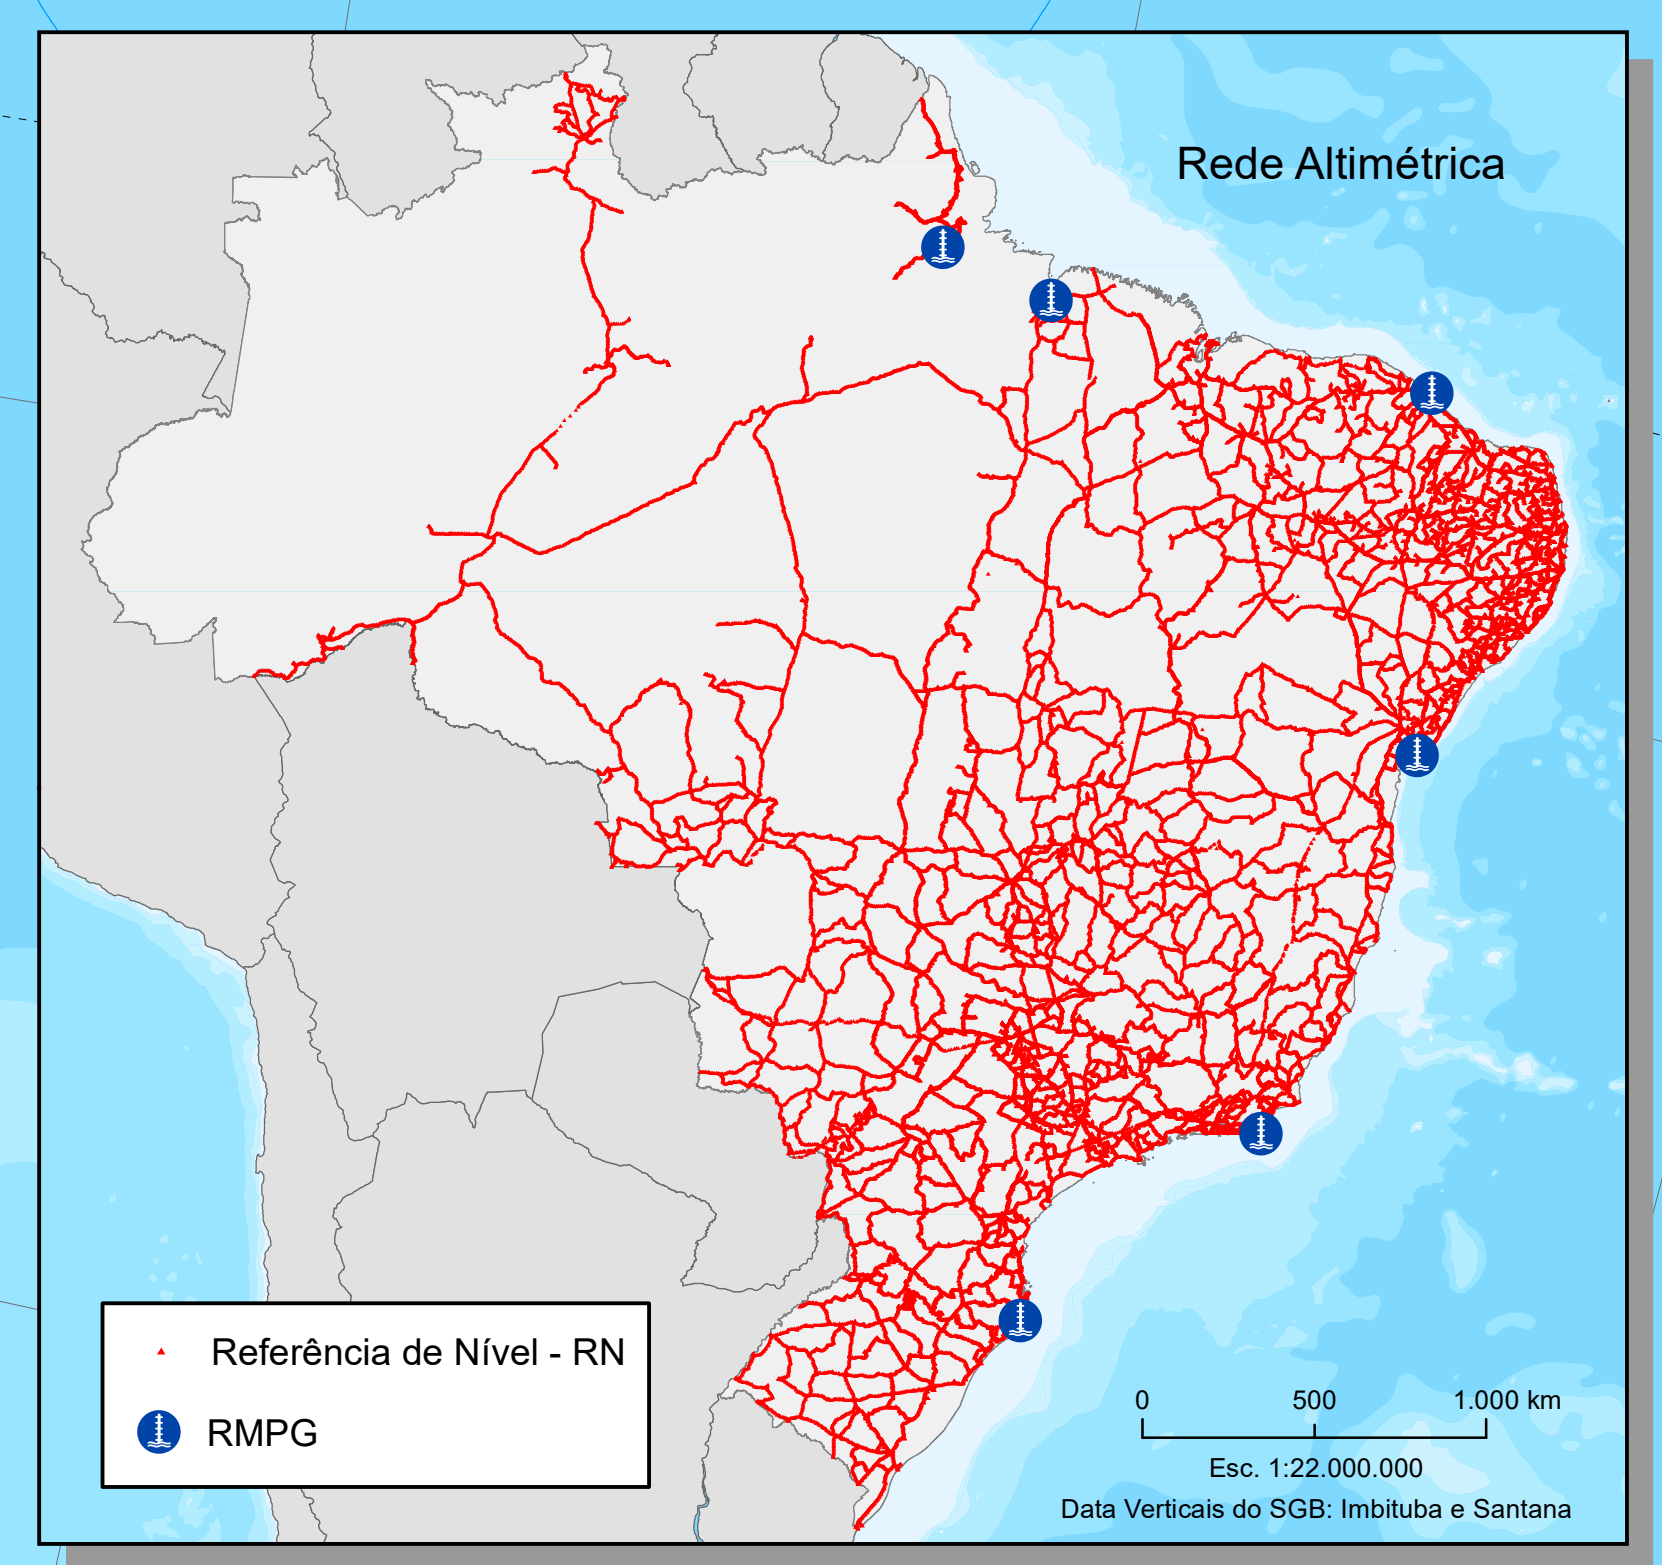 Rede Altimétrica
Referência de Nível - RN
RMPG
0 500 1.000 km
Esc. 1:22.000.000
Data Verticais do SGB: Imbituba e Santana